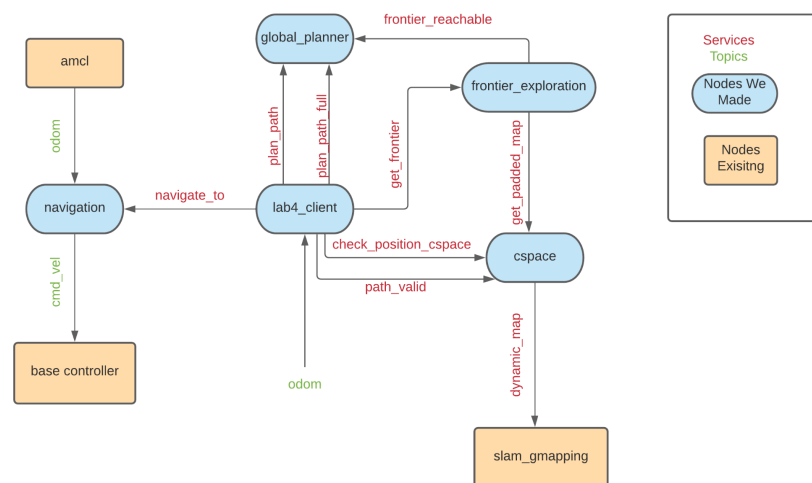 global_planner
frontier_reachable
Services
Topics
amcl
frontier_exploration
Nodes We
Made
odom
plan_path
plan_path_full
get_frontier
get_padded_map
Nodes
Exisitng
navigation
navigate_to
lab4_client
check_position_cspace
cspace
path_valid
cmd_vel
dynamic_map
base controller
odom
slam_gmapping